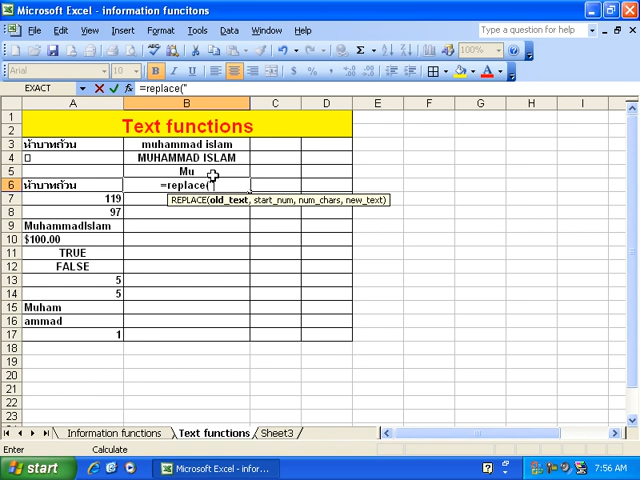 Microsoft Excel - information funcitons
File Edit View Insert Format Tools Data Window Help
Type a question for help
100%
Arial 10 B I U $ %
EXACT =replace("
A B C D E F G H I
1
2 Text functions
3 ห้าบาทถ้วน muhammad islam
4 MUHAMMAD ISLAM
5 Mu
6 ห้าบาทถ้วน =replace("
7 119
REPLACE(old_text, start_num, num_chars, new_text)
8 97
9 MuhammadIslam
10 $100.00
11 TRUE
12 FALSE
13 5
14 5
15 Muham
16 ammad
17 1
18
19
20
21
22
23
Information functions Text functions Sheet3
Enter Calculate
start Microsoft Excel - infor... 7:56 AM